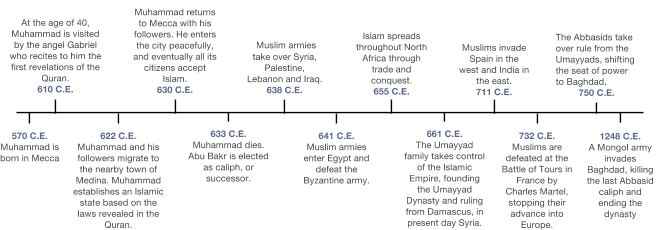 At the age of 40,
Muhammad is visited
by the angel Gabriel
who recites to him the
first revelations of the
Quran.
610 C.E.
Muhammad returns
to Mecca with his
followers. He enters
the city peacefully,
and eventually all its
citizens accept
Islam.
630 C.E.
Muslim armies
take over Syria,
Palestine,
Lebanon and Iraq.
638 C.E.
Islam spreads
throughout North
Africa through
trade and
conquest.
655 C.E.
Muslims invade
Spain in the
west and India in
the east.
711 C.E.
The Abbasids take
over rule from the
Umayyads, shifting
the seat of power
to Baghdad.
750 C.E.
570 C.E.
Muhammad is
born in Mecca
622 C.E.
Muhammad and his
followers migrate to
the nearby town of
Medina. Muhammad
establishes an Islamic
state based on the
laws revealed in the
Quran.
633 C.E.
Muhammad dies.
Abu Bakr is elected
as caliph, or
successor.
641 C.E.
Muslim armies
enter Egypt and
defeat the
Byzantine army.
661 C.E.
The Umayyad
family takes control
of the Islamic
Empire, founding
the Umayyad
Dynasty and ruling
from Damascus, in
present day Syria.
732 C.E.
Muslims are
defeated at the
Battle of Tours in
France by
Charles Martel,
stopping their
advance into
Europe.
1248 C.E.
A Mongol army
invades
Baghdad, killing
the last Abbasid
caliph and
ending the
dynasty